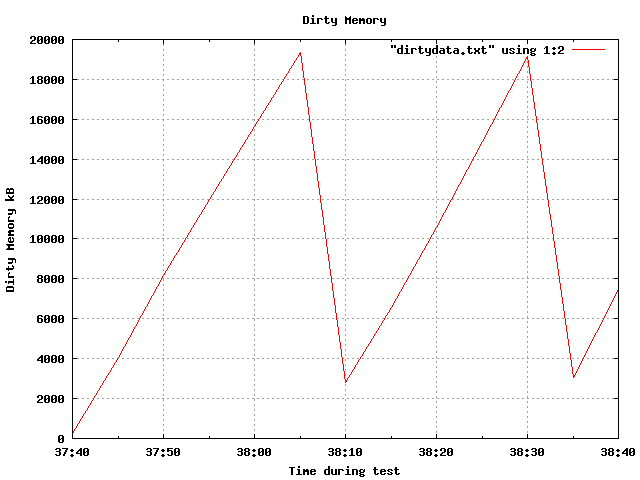 Dirty Memory
"dirtydata.txt" using 1:2
20000
18000
16000
14000
12000
10000
8000
6000
4000
2000
0
Dirty Memory kB
37:40 37:50 38:00 38:10 38:20 38:30 38:40
Time during test